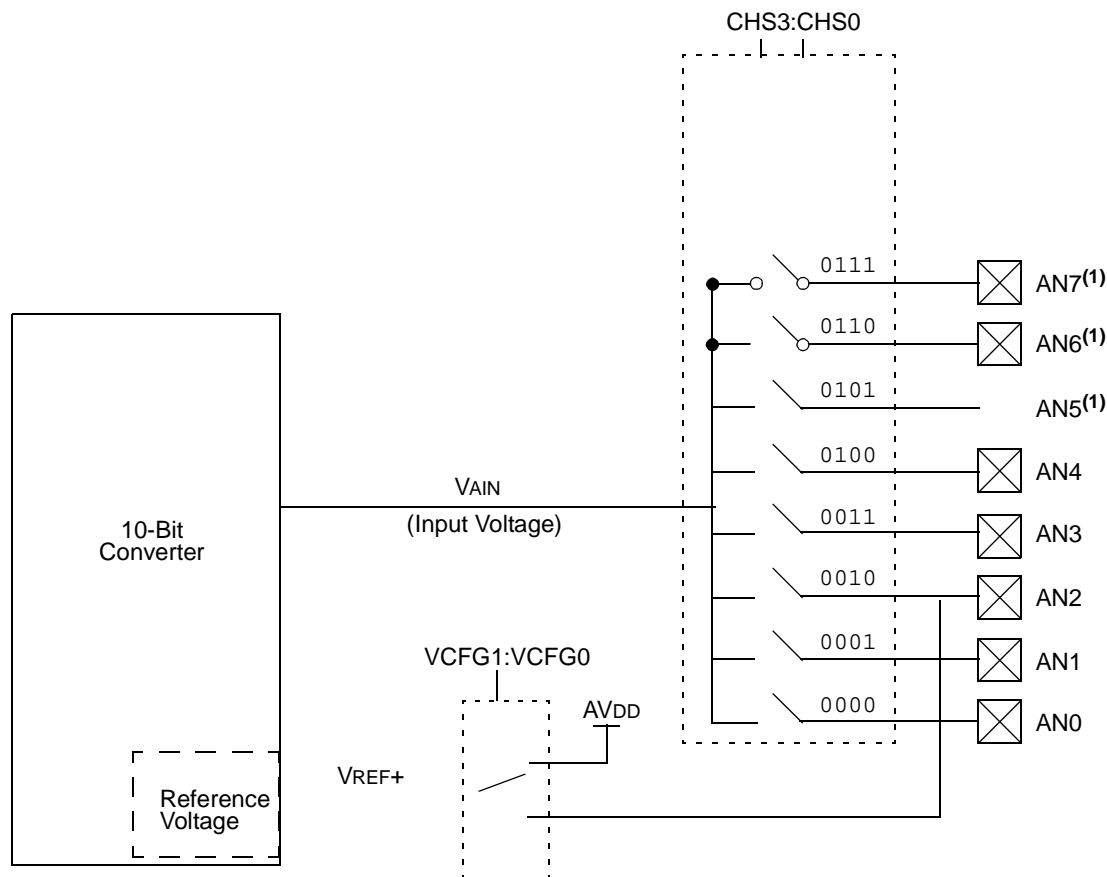 CHS3:CHS0
0111
AN7(1)
0110
AN6(1)
0101
AN5(1)
0100
AN4
VAIN
(Input Voltage)
10-Bit
Converter
0011
AN3
0010
AN2
0001
AN1
VCFG1:VCFG0
0000
AN0
AVDD
VREF+
Reference
Voltage